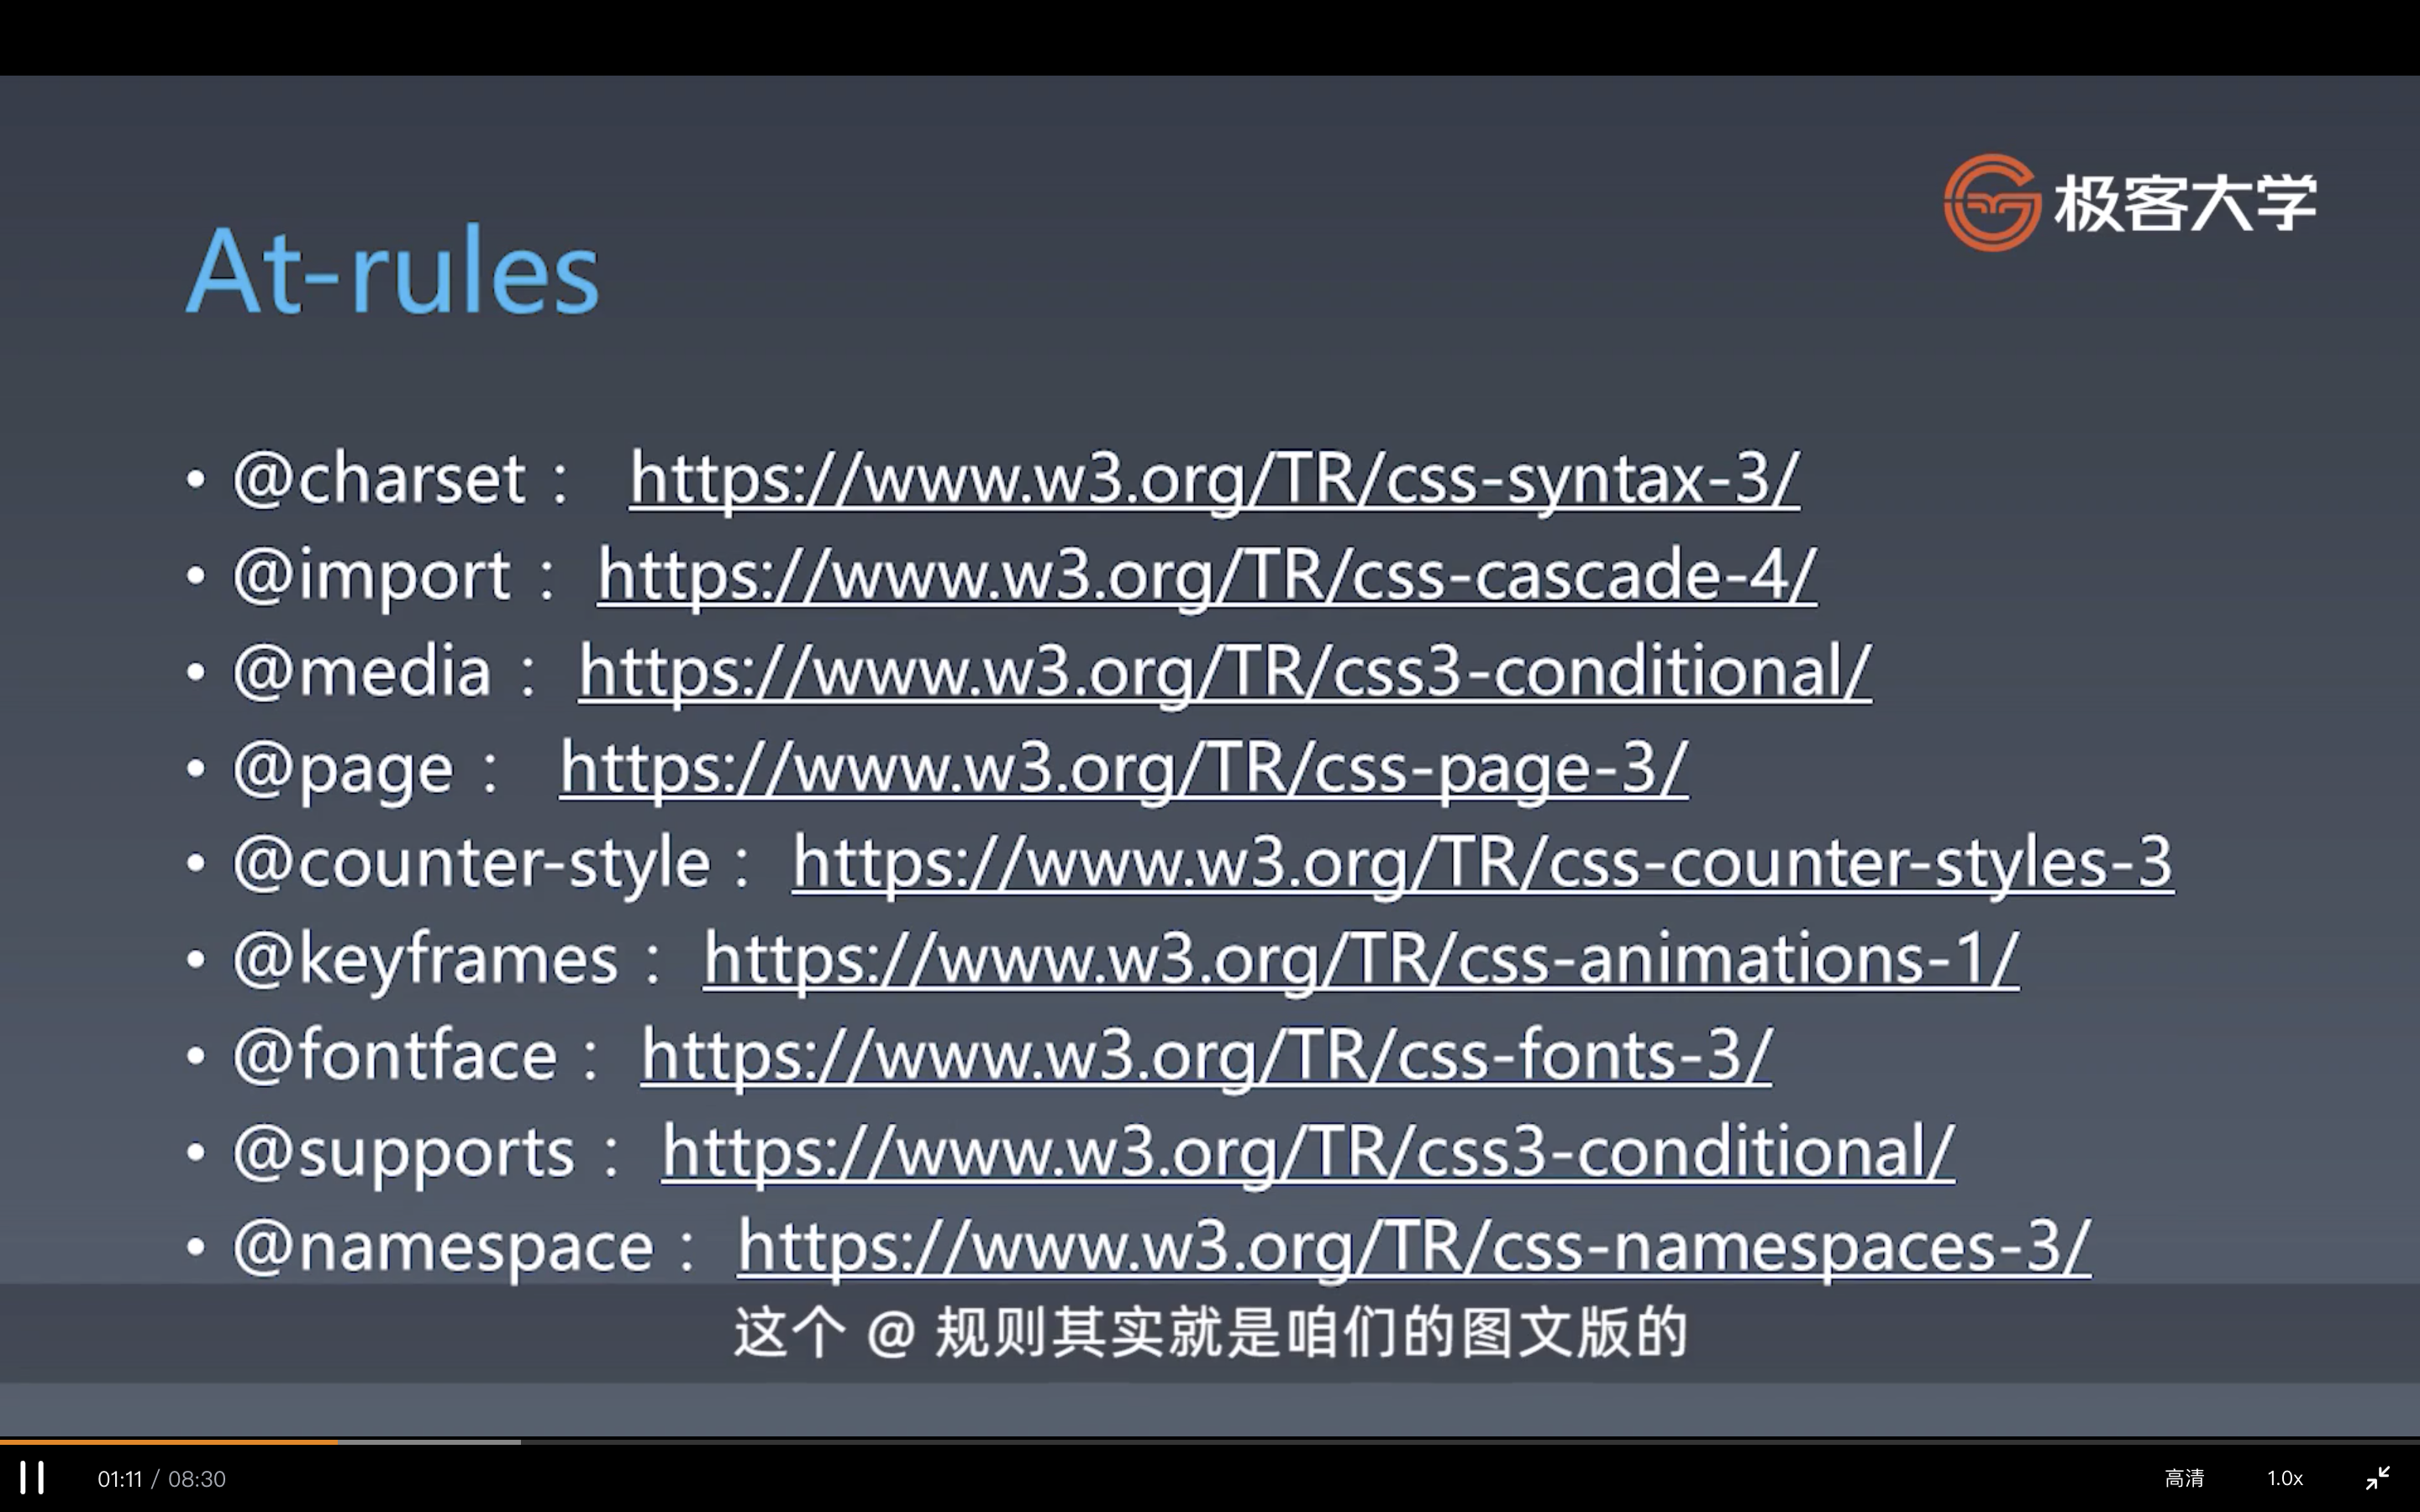 极客大学
At-rules
• @charset： https://www.w3.org/TR/css-syntax-3/
• @import： https://www.w3.org/TR/css-cascade-4/
• @media： https://www.w3.org/TR/css3-conditional/
• @page： https://www.w3.org/TR/css-page-3/
• @counter-style： https://www.w3.org/TR/css-counter-styles-3
• @keyframes： https://www.w3.org/TR/css-animations-1/
• @fontface： https://www.w3.org/TR/css-fonts-3/
• @supports： https://www.w3.org/TR/css3-conditional/
• @namespace： https://www.w3.org/TR/css-namespaces-3/
这个 @ 规则其实就是咱们的图文版的
01:11 / 08:30 高清 1.0x